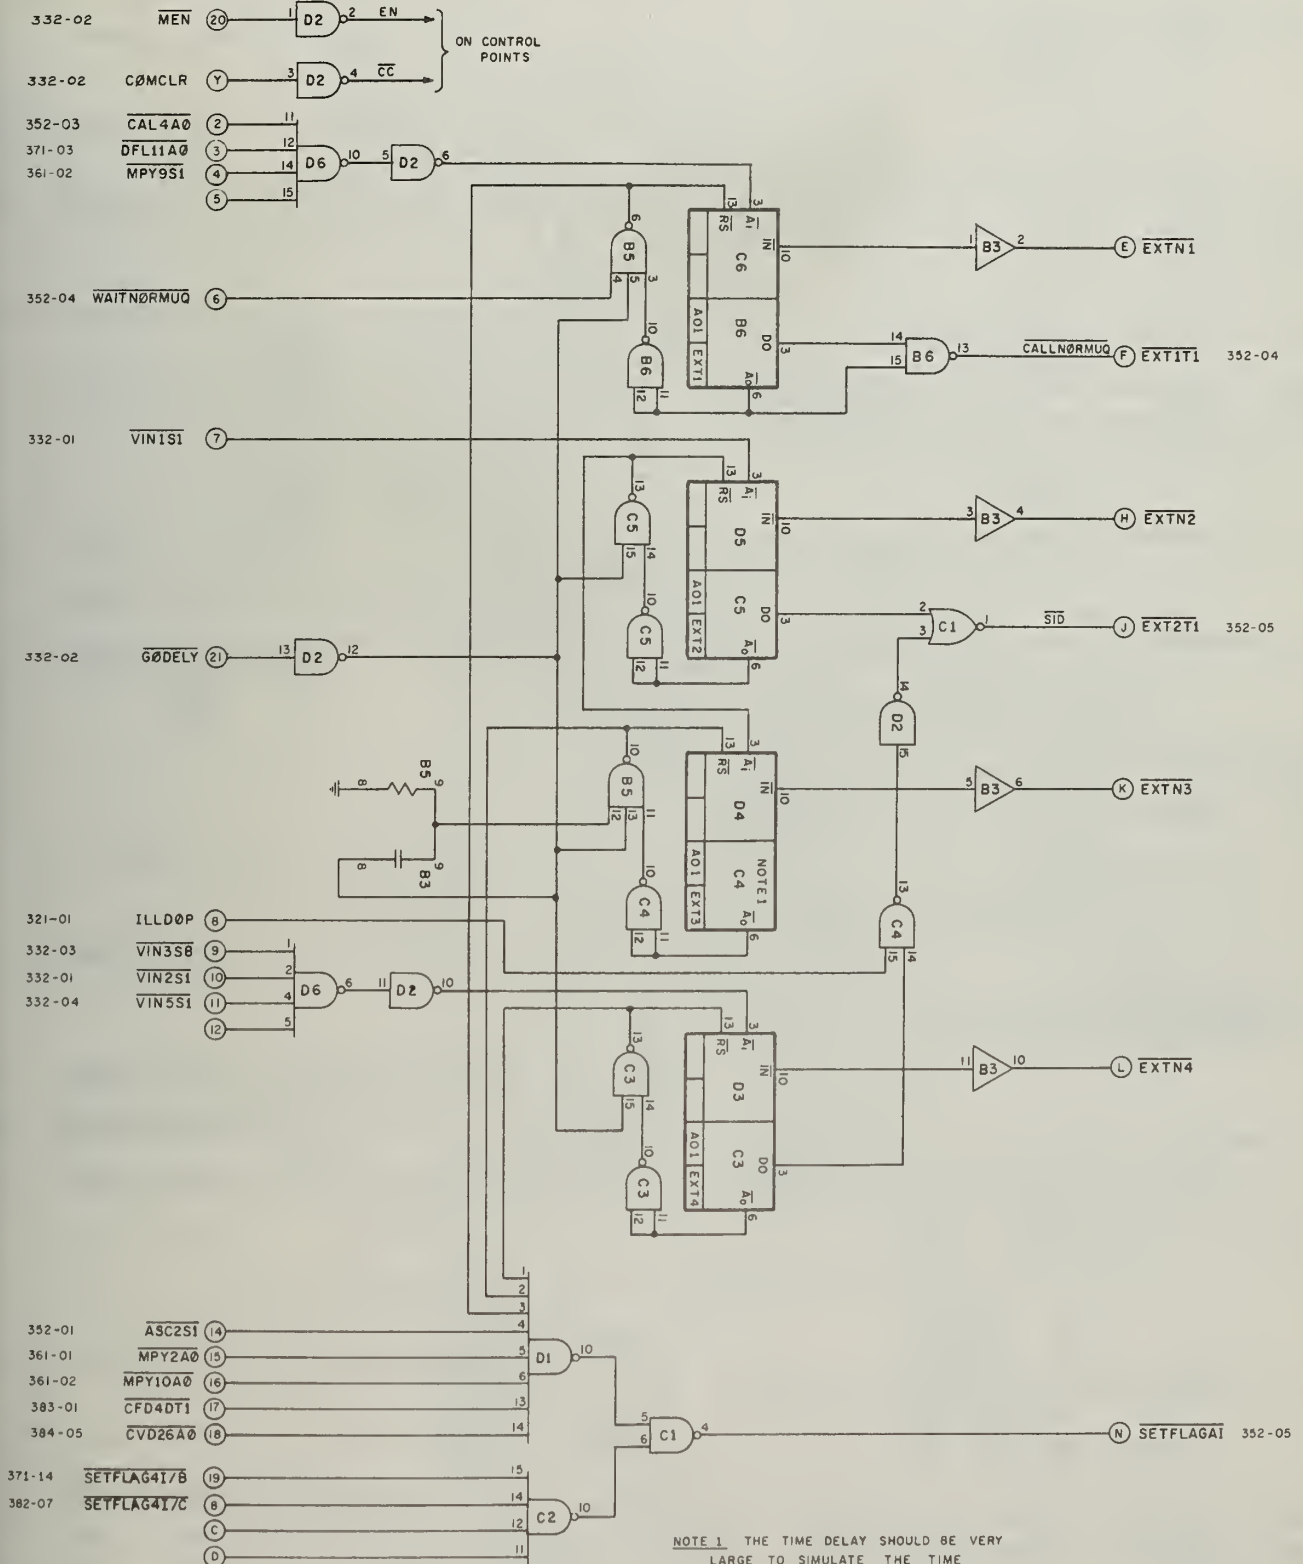 332-02 MEN 20 1 D2 2 EN
ON CONTROL
POINTS
332-02 CØMCLR Y 3 D2 4 CC
352-03 CAL4AØ 2 11
371-03 DFL11AØ 3 12 D6 10 5 D2 6
361-02 MPY9S1 4 14
5 15
13 RS 3 Ai
6 B5 4 5 3
C6 IN 10 1 B3 2 E EXTN1
352-04 WAITNØRMUQ 6
10 B6 12 11
AO1 EXT1 B6 DO 3 Ao 6
14 15 B6 13 CALLNØRMUQ F EXT1T1 352-04
332-01 VIN1S1 7
13 RS 3 Ai
13 C5 15 14
D5 IN 10 3 B3 4 H EXTN2
10 C5 12 11
AO1 EXT2 C5 DO 3 Ao 6
2 3 C1 1 SID J EXT2T1 352-05
332-02 GØDELY 21 13 D2 12
14 D2 15
13 RS 3 Ai
10 B5 12 13 11
D4 IN 10 5 B3 6 K EXTN3
B5 8 9
8 9 B3
10 C4 12 11
AO1 EXT3 C4 NOTE 1 Ao 6
13 C4 15 14
321-01 ILLDØP 8
332-03 VIN3S8 9 1
332-01 VIN2S1 10 2 D6 6 11 D2 10
332-04 VIN5S1 11 4
12 5
13 RS 3 Ai
13 C3 15 14
D3 IN 10 11 B3 10 L EXTN4
10 C3 12 11
AO1 EXT4 C3 DO 3 Ao 6
1
2
3
352-01 ASC2S1 14 4
361-01 MPY2AØ 15 5 D1 10
361-02 MPY10AØ 16 6
383-01 CFD4DT1 17 13
384-05 CVD26AØ 18 14
5 6 C1 4 N SETFLAGAI 352-05
371-14 SETFLAG4I/B 19 15
382-07 SETFLAG4I/C B 14 C2 10
C 12
D 11
NOTE 1 THE TIME DELAY SHOULD BE VERY
LARGE TO SIMULATE THE TIME